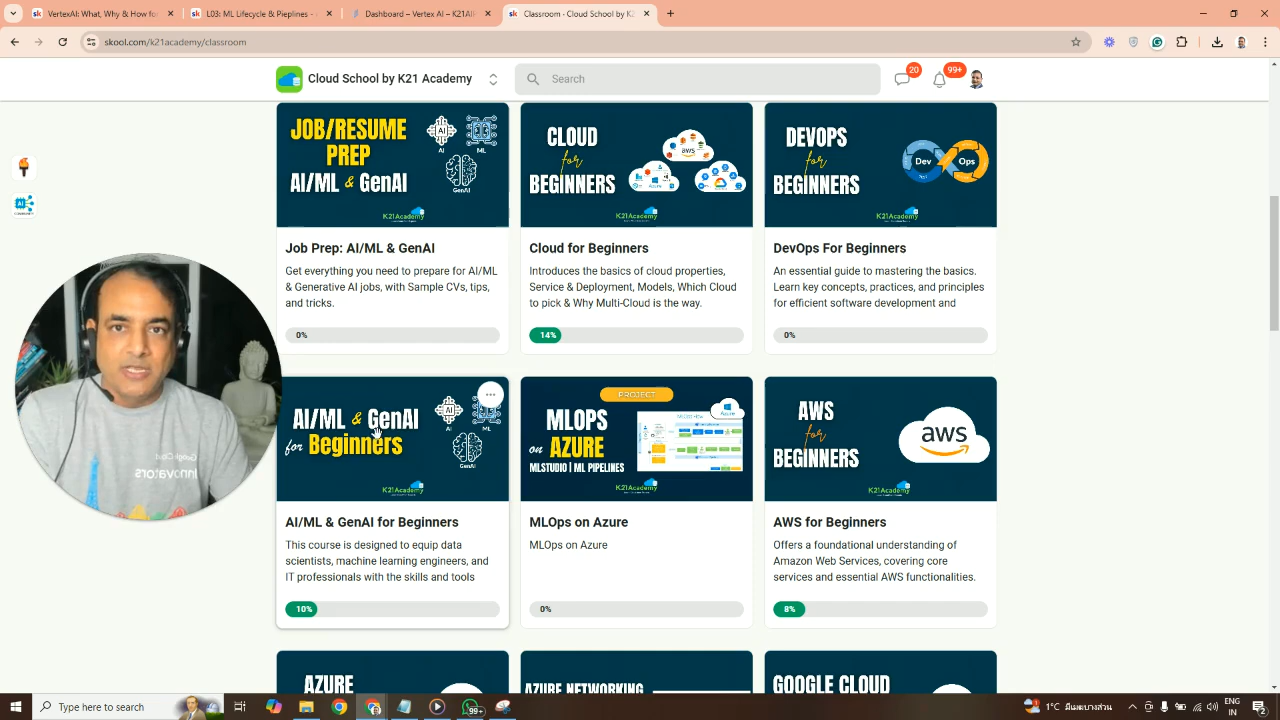 VertexAI: What, Why & How for
L03: ML Lifecycle & Pieplines -
Dashboard – Vertex AI – K21Ali
Classroom - Cloud School by K2
skool.com/k21academy/classroom
Cloud School by K21 Academy
Search
20
99+
JOB/RESUME
PREP
AI/ML & GenAI
AI
ML
GenAI
K21Academy
Job Prep: AI/ML & GenAI
Get everything you need to prepare for AI/ML
& Generative AI jobs, with Sample CVs, tips,
and tricks.
0%
CLOUD
for
BEGINNERS
aws
K21Academy
Cloud for Beginners
Introduces the basics of cloud properties,
Service & Deployment, Models, Which Cloud
to pick & Why Multi-Cloud is the way.
14%
DEVOPS
for
BEGINNERS
Dev
Ops
K21Academy
DevOps For Beginners
An essential guide to mastering the basics.
Learn key concepts, practices, and principles
for efficient software development and
0%
AI/ML & GenAI
for Beginners
AI
ML
GenAI
K21Academy
AI/ML & GenAI for Beginners
This course is designed to equip data
scientists, machine learning engineers, and
IT professionals with the skills and tools
10%
PROJECT
MLOPS
on AZURE
MLSTUDIO | ML PIPELINES
Azure
K21Academy
MLOps on Azure
MLOps on Azure
0%
AWS
for
BEGINNERS
aws
K21Academy
AWS for Beginners
Offers a foundational understanding of
Amazon Web Services, covering core
services and essential AWS functionalities.
8%
AZURE
AZURE NETWORKING
GOOGLE CLOUD
Google Cloud
Innovators
Type here to search
99+
1°C
ENG
12:00
2